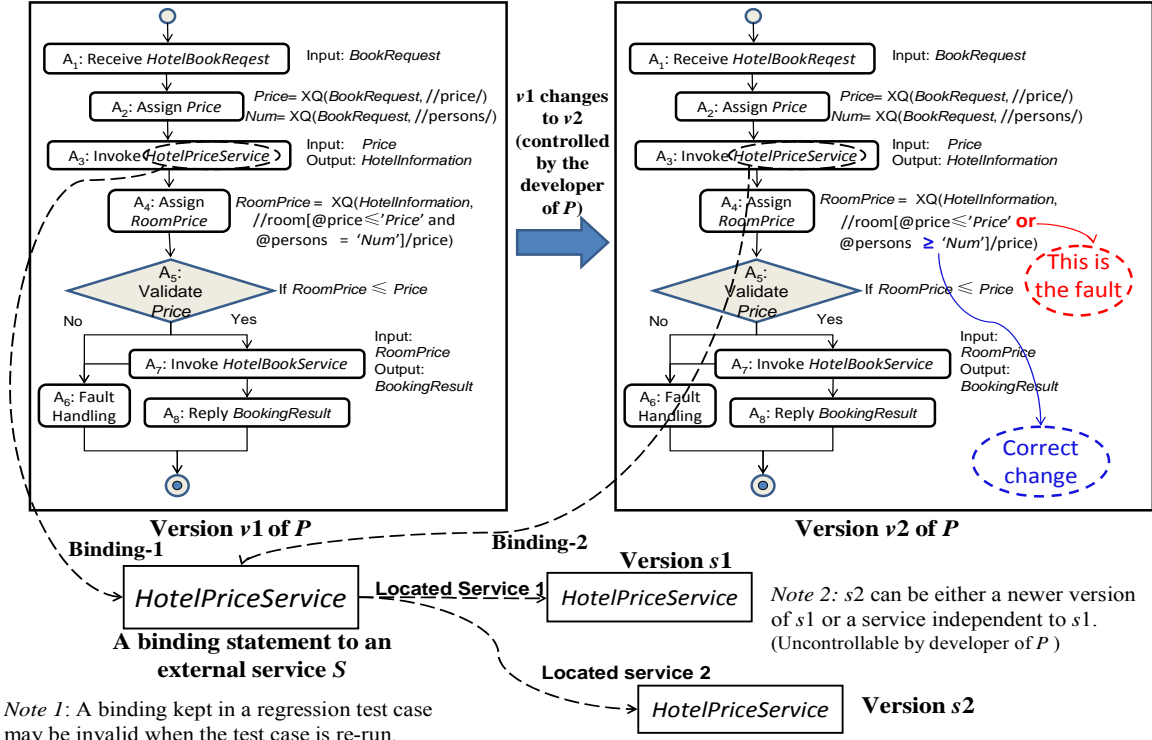 A1: Receive HotelBookReqest
Input: BookRequest
A2: Assign Price
Price= XQ(BookRequest, //price/)
Num= XQ(BookRequest, //persons/)
A3: Invoke HotelPriceService
Input: Price
Output: HotelInformation
A4: Assign
RoomPrice
RoomPrice = XQ(HotelInformation,
//room[@price≤'Price' and
@persons = 'Num']/price)
A5:
Validate
Price
If RoomPrice ≤ Price
No
Yes
A7: Invoke HotelBookService
Input:
RoomPrice
Output:
BookingResult
A6: Fault
Handling
A8: Reply BookingResult
Version v1 of P
v1 changes
to v2
(controlled
by the
developer
of P)
A1: Receive HotelBookReqest
Input: BookRequest
A2: Assign Price
Price= XQ(BookRequest, //price/)
Num= XQ(BookRequest, //persons/)
A3: Invoke HotelPriceService
Input: Price
Output: HotelInformation
A4: Assign
RoomPrice
RoomPrice = XQ(HotelInformation,
//room[@price≤'Price' or
@persons ≥ 'Num']/price)
This is
the fault
A5:
Validate
Price
If RoomPrice ≤ Price
No
Yes
A7: Invoke HotelBookService
Input:
RoomPrice
Output:
BookingResult
A6: Fault
Handling
A8: Reply BookingResult
Correct
change
Version v2 of P
Binding-1
Binding-2
HotelPriceService
A binding statement to an
external service S
Located Service 1
Version s1
HotelPriceService
Note 2: s2 can be either a newer version
of s1 or a service independent to s1.
(Uncontrollable by developer of P )
Located service 2
HotelPriceService
Version s2
Note 1: A binding kept in a regression test case
may be invalid when the test case is re-run.